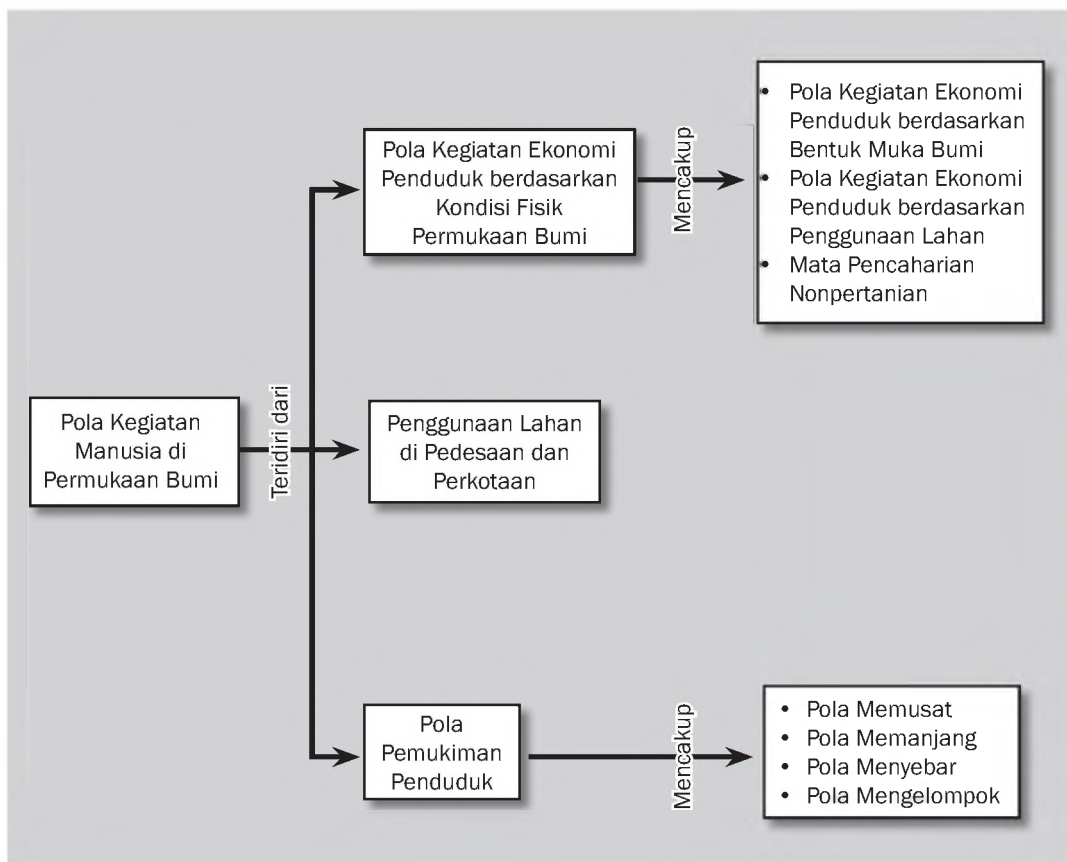 Pola Kegiatan
Manusia di
Permukaan Bumi
Teridiri dari
Pola Kegiatan Ekonomi
Penduduk berdasarkan
Kondisi Fisik
Permukaan Bumi
Mencakup
• Pola Kegiatan Ekonomi
Penduduk berdasarkan
Bentuk Muka Bumi
• Pola Kegiatan Ekonomi
Penduduk berdasarkan
Penggunaan Lahan
• Mata Pencaharian
Nonpertanian
Penggunaan Lahan
di Pedesaan dan
Perkotaan
Pola
Pemukiman
Penduduk
Mencakup
• Pola Memusat
• Pola Memanjang
• Pola Menyebar
• Pola Mengelompok